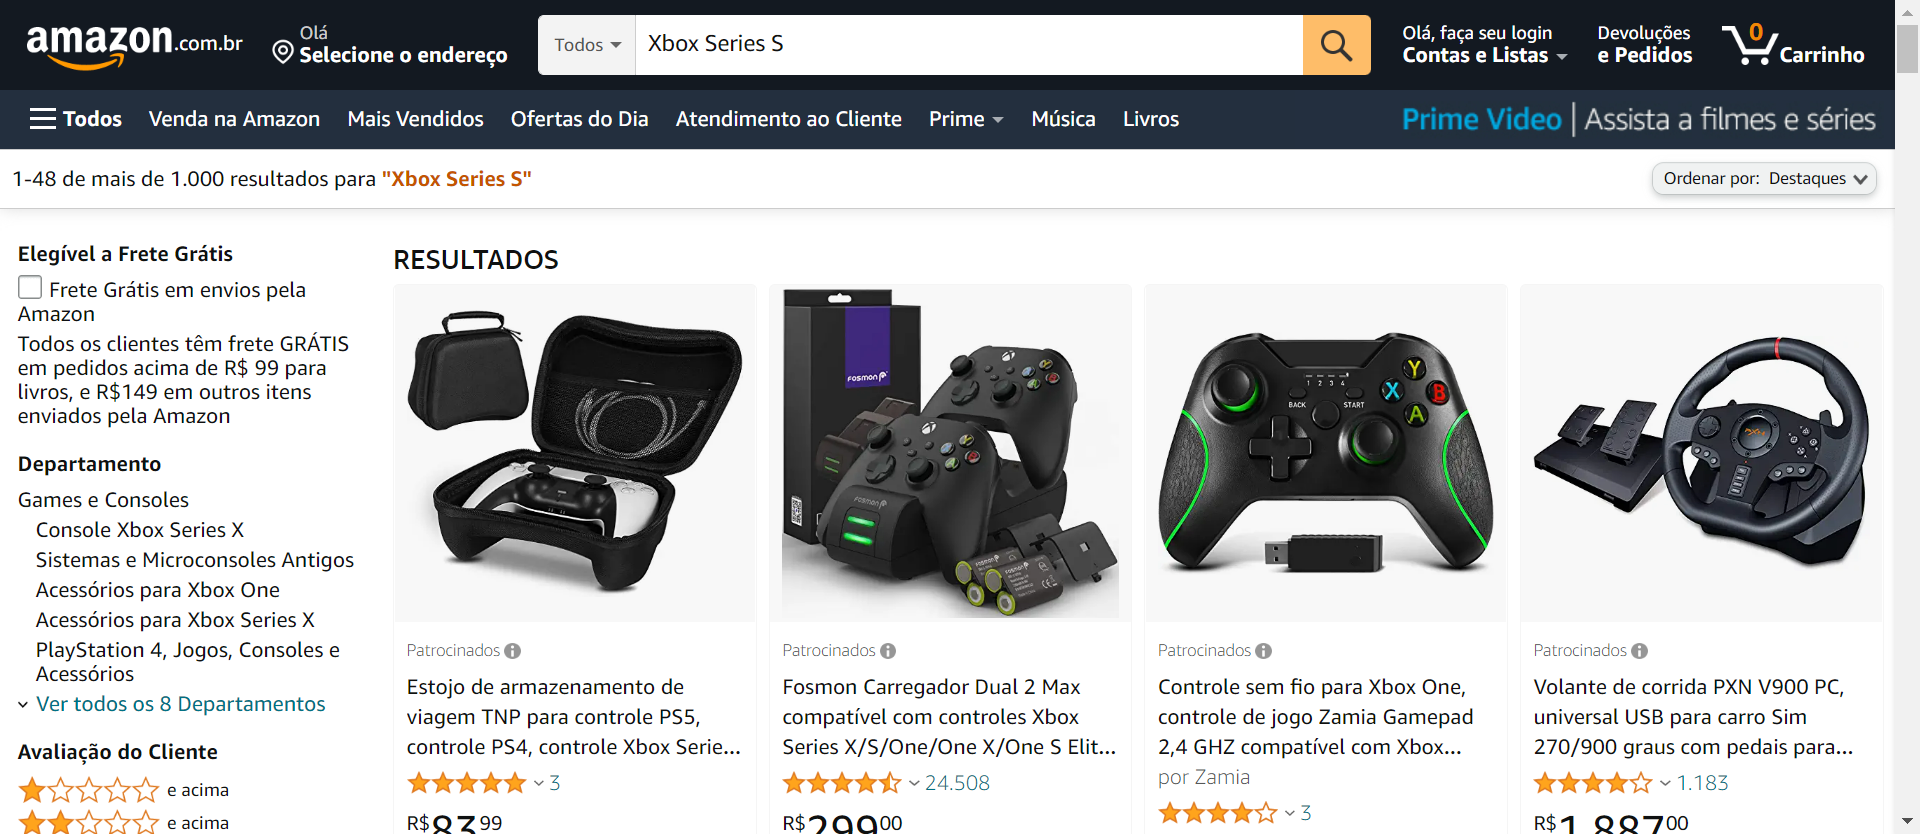 amazon.com.br
Olá
Selecione o endereço
Todos
Xbox Series S
Olá, faça seu login
Contas e Listas
Devoluções
e Pedidos
0
Carrinho
Todos
Venda na Amazon
Mais Vendidos
Ofertas do Dia
Atendimento ao Cliente
Prime
Música
Livros
Prime Video | Assista a filmes e séries
1-48 de mais de 1.000 resultados para "Xbox Series S"
Ordenar por: Destaques
Elegível a Frete Grátis
Frete Grátis em envios pela
Amazon
Todos os clientes têm frete GRÁTIS
em pedidos acima de R$ 99 para
livros, e R$149 em outros itens
enviados pela Amazon
Departamento
Games e Consoles
Console Xbox Series X
Sistemas e Microconsoles Antigos
Acessórios para Xbox One
Acessórios para Xbox Series X
PlayStation 4, Jogos, Consoles e
Acessórios
Ver todos os 8 Departamentos
Avaliação do Cliente
e acima
e acima
RESULTADOS
Patrocinados
Estojo de armazenamento de
viagem TNP para controle PS5,
controle PS4, controle Xbox Serie...
3
R$83,99
FOSMON
FOSMON
FOSMON
Patrocinados
Fosmon Carregador Dual 2 Max
compatível com controles Xbox
Series X/S/One/One X/One S Elit...
24.508
R$299,00
1 2 3 4
BACK
START
Y
X
B
A
Patrocinados
Controle sem fio para Xbox One,
controle de jogo Zamia Gamepad
2,4 GHZ compatível com Xbox...
por Zamia
3
PXN
Patrocinados
Volante de corrida PXN V900 PC,
universal USB para carro Sim
270/900 graus com pedais para...
1.183
R$1.887,00